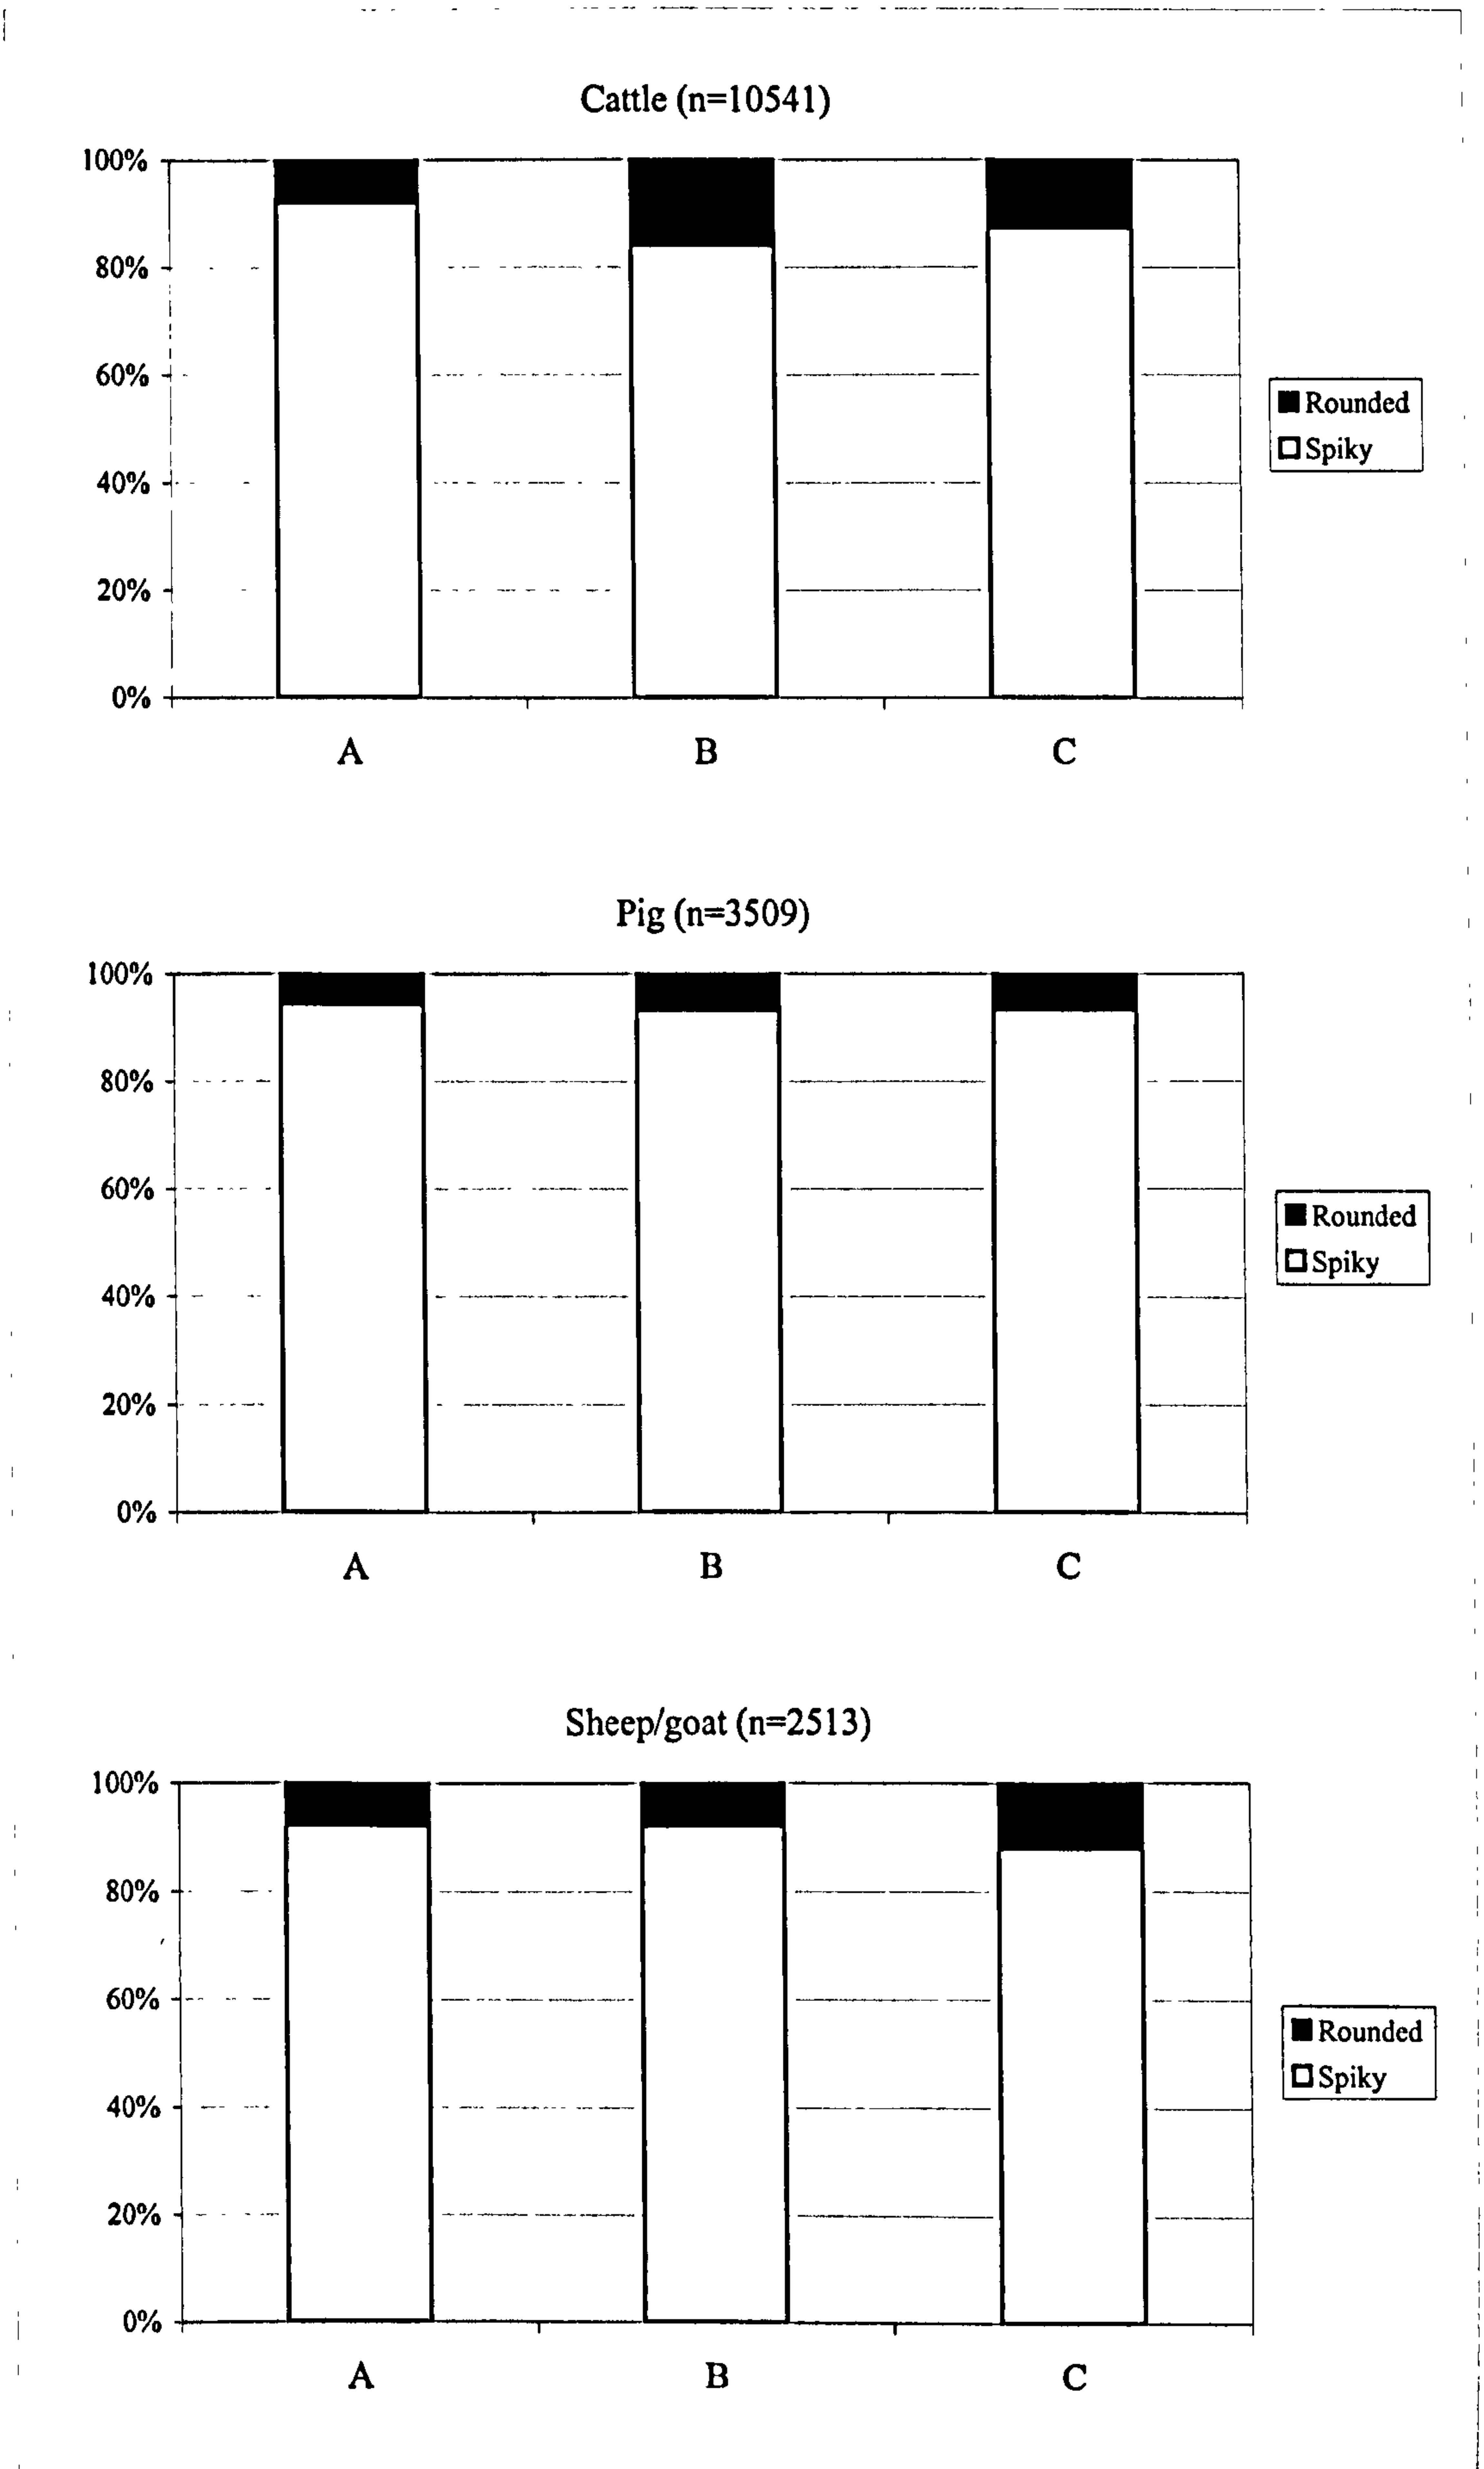 Cattle (n=10541)
100%
80%
60%
40%
20%
0%
A B C
Rounded
Spiky
Pig (n=3509)
100%
80%
60%
40%
20%
0%
A B C
Rounded
Spiky
Sheep/goat (n=2513)
100%
80%
60%
40%
20%
0%
A B C
Rounded
Spiky